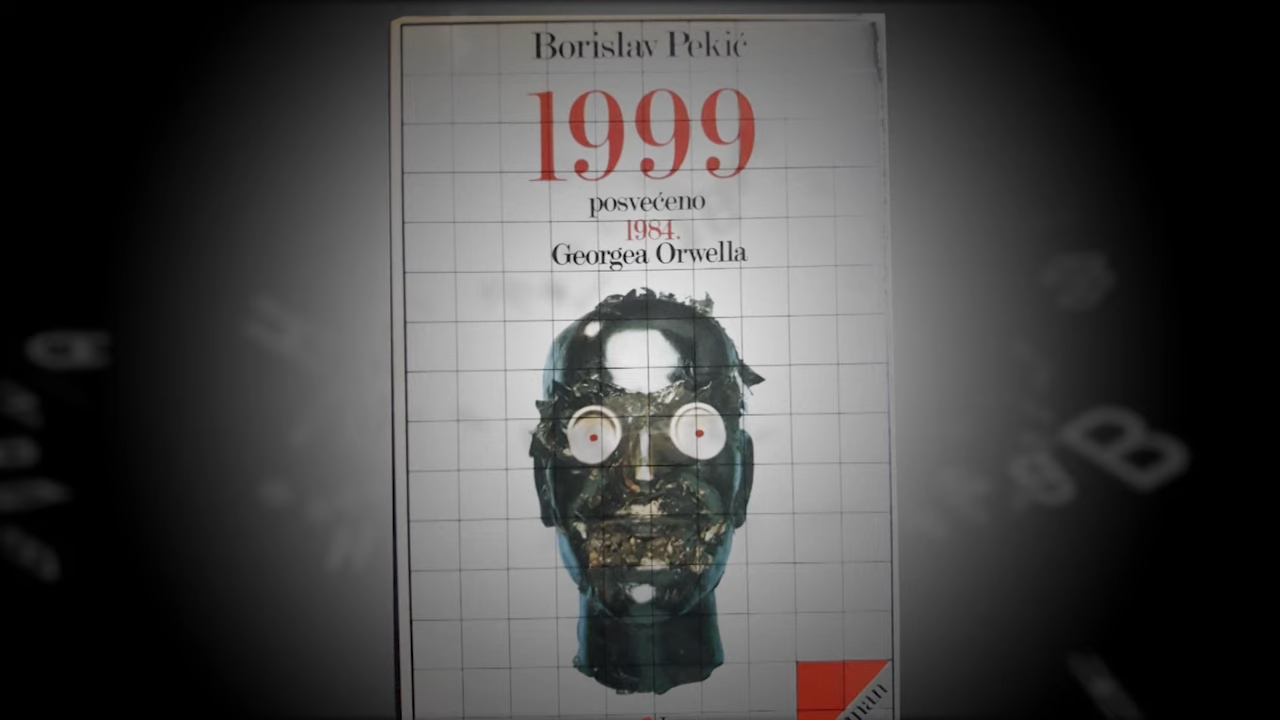 Borislav Pekić
1999
posvećeno
1984.
Georgea Orwella